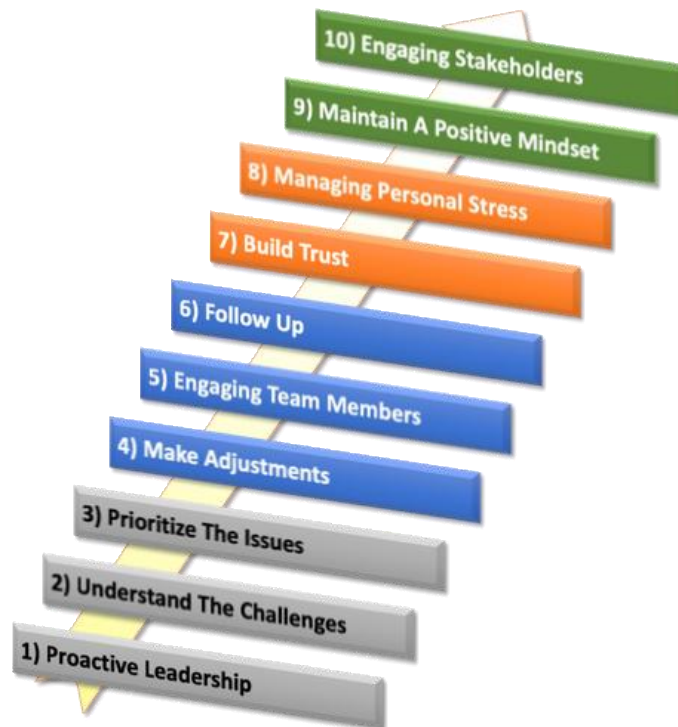 10) Engaging Stakeholders
9) Maintain A Positive Mindset
8) Managing Personal Stress
7) Build Trust
6) Follow Up
5) Engaging Team Members
4) Make Adjustments
3) Prioritize The Issues
2) Understand The Challenges
1) Proactive Leadership